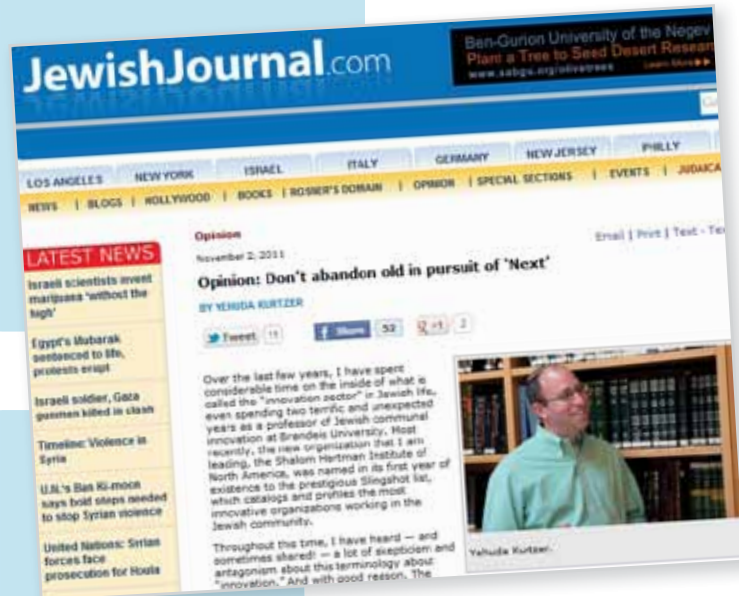 JewishJournal.com
Ben-Gurion University of the Negev
Plant a Tree to Seed Desert Resear
www.aabgu.org/olivetrees Learn More
LOS ANGELES NEW YORK ISRAEL ITALY GERMANY NEW JERSEY PHILLY
NEWS | BLOGS | HOLLYWOOD | BOOKS | ROSNER'S DOMAIN | OPINION | SPECIAL SECTIONS | EVENTS | JUDAICA
LATEST NEWS
Israeli scientists invent
marijuana 'without the
high'
Egypt's Mubarak
sentenced to life,
protests erupt
Israeli soldier, Gaza
gunman killed in clash
Timeline: Violence in
Syria
U.N.'s Ban Ki-moon
says bold steps needed
to stop Syrian violence
United Nations: Syrian
forces face
prosecution for Houla
Opinion
November 2, 2011
Email | Print | Text - Te
Opinion: Don't abandon old in pursuit of 'Next'
BY YEHUDA KURTZER
Tweet Share 52 +1 2
Over the last few years, I have spent
considerable time on the inside of what is
called the "innovation sector" in Jewish life,
even spending two terrific and unexpected
years as a professor of Jewish communal
innovation at Brandeis University. Most
recently, the new organization that I am
leading, the Shalom Hartman Institute of
North America, was named in its first year of
existence to the prestigious Slingshot list,
which catalogs and profiles the most
innovative organizations working in the
Jewish community.
Throughout this time, I have heard — and
sometimes shared! — a lot of skepticism and
antagonism about this terminology about
"innovation." And with good reason. The
Yehuda Kurtzer.